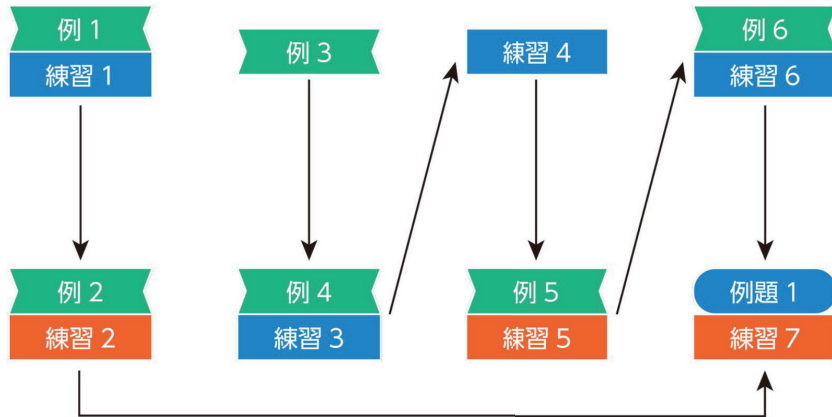 例 1
練習 1
例 2
練習 2
例 3
例 4
練習 3
練習 4
例 5
練習 5
例 6
練習 6
例題 1
練習 7